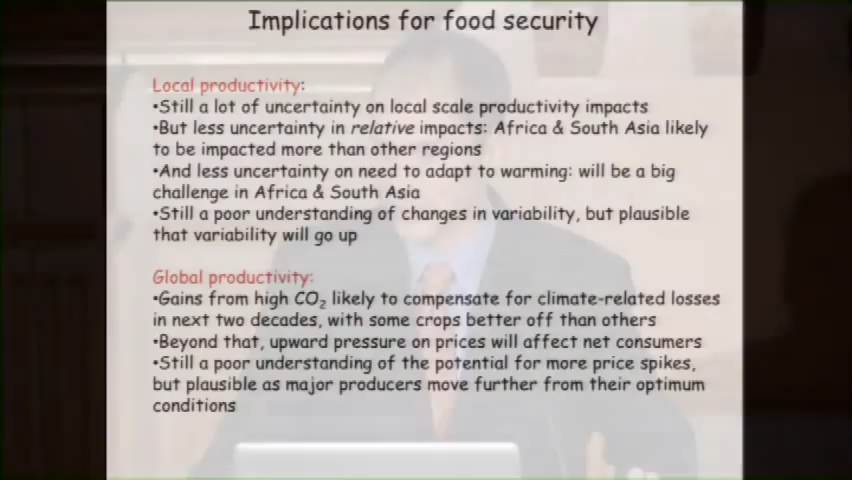 Implications for food security
Local productivity:
•Still a lot of uncertainty on local scale productivity impacts
•But less uncertainty in relative impacts: Africa & South Asia likely
to be impacted more than other regions
•And less uncertainty on need to adapt to warming: will be a big
challenge in Africa & South Asia
•Still a poor understanding of changes in variability, but plausible
that variability will go up
Global productivity:
•Gains from high CO₂ likely to compensate for climate-related losses
in next two decades, with some crops better off than others
•Beyond that, upward pressure on prices will affect net consumers
•Still a poor understanding of the potential for more price spikes,
but plausible as major producers move further from their optimum
conditions